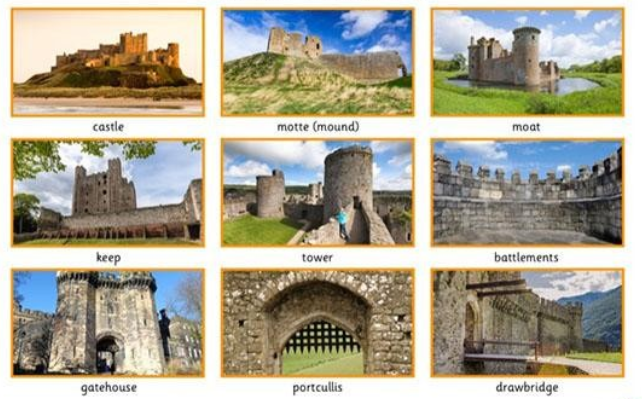 castle
motte (mound)
moat
keep
tower
battlements
gatehouse
portcullis
drawbridge